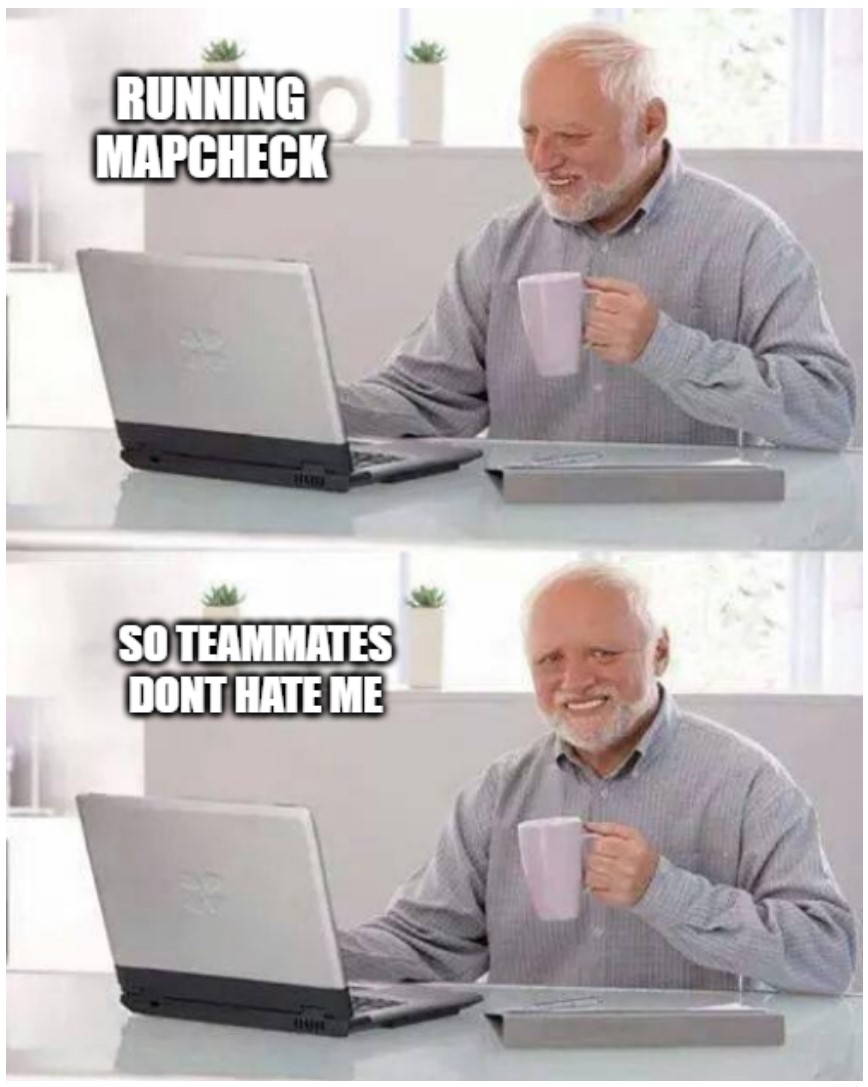 RUNNING
MAPCHECK
SO TEAMMATES
DONT HATE ME